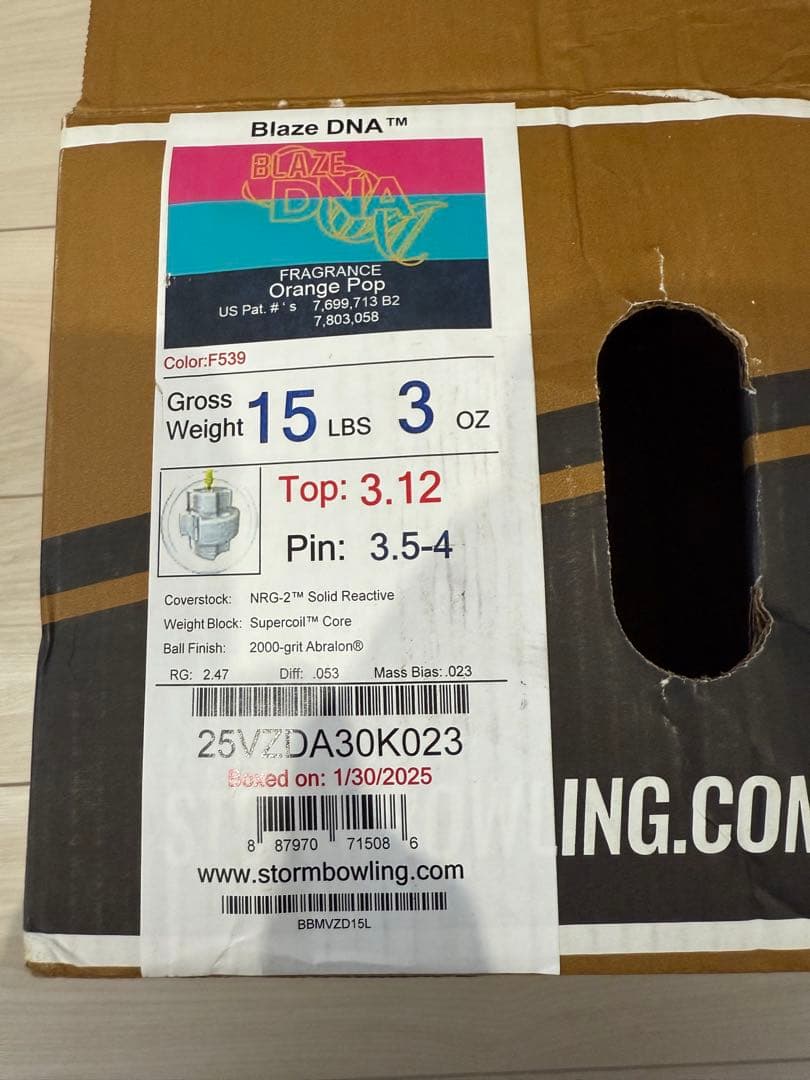 Blaze DNA™
BLAZE
DNA
FRAGRANCE
Orange Pop
US Pat. #'s 7,699,713 B2
7,803,058
Color:F539
Gross Weight 15 LBS 3 OZ
Top: 3.12
Pin: 3.5-4
Coverstock: NRG-2™ Solid Reactive
Weight Block: Supercoil™ Core
Ball Finish: 2000-grit Abralon®
RG: 2.47 Diff: .053 Mass Bias: .023
25VZDA30K023
Boxed on: 1/30/2025
8 87970 71508 6
www.stormbowling.com
BBMVZD15L
LING.COM